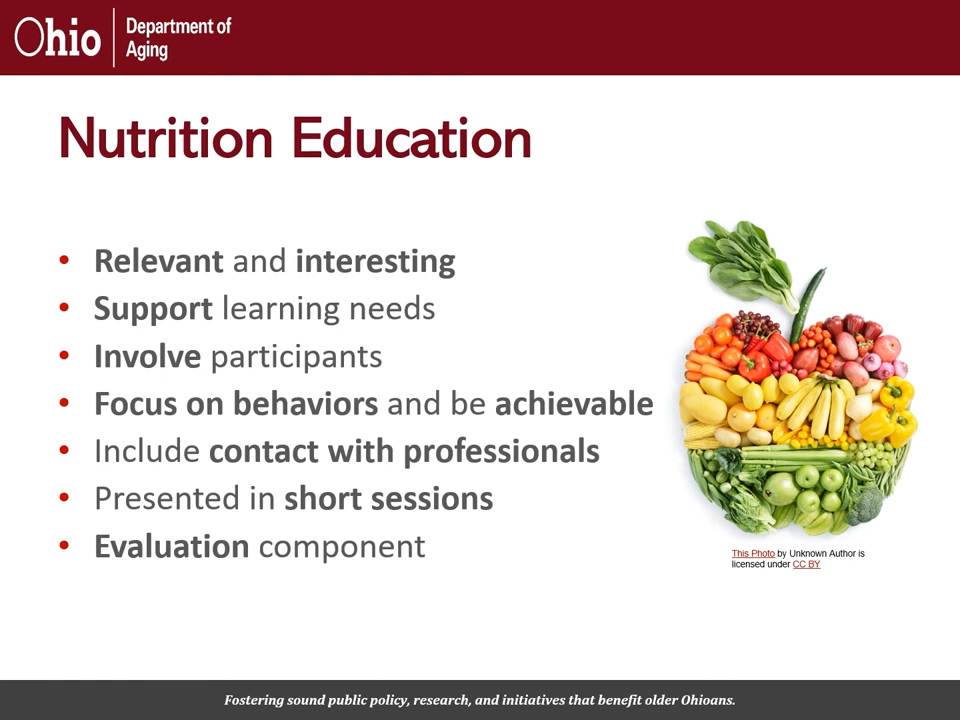 Ohio
Department of
Aging
Nutrition Education
• Relevant and interesting
• Support learning needs
• Involve participants
• Focus on behaviors and be achievable
• Include contact with professionals
• Presented in short sessions
• Evaluation component
This Photo by Unknown Author is
licensed under CC BY
Fostering sound public policy, research, and initiatives that benefit older Ohioans.